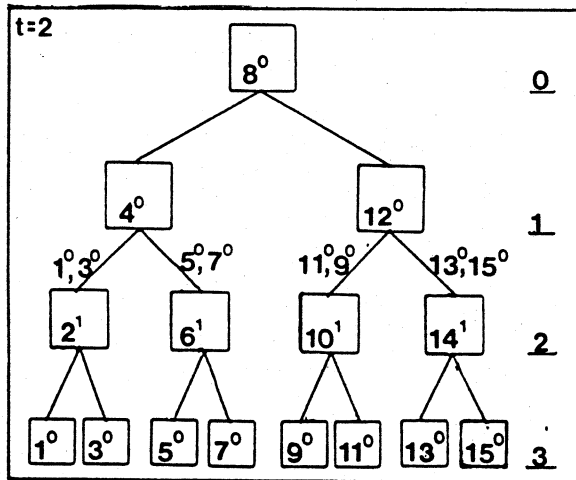 t=2
8⁰ 0
4⁰ 12⁰ 1
1⁰,3⁰ 5⁰,7⁰ 11⁰,9⁰ 13⁰,15⁰
2¹ 6¹ 10¹ 14¹ 2
1⁰ 3⁰ 5⁰ 7⁰ 9⁰ 11⁰ 13⁰ 15⁰ 3